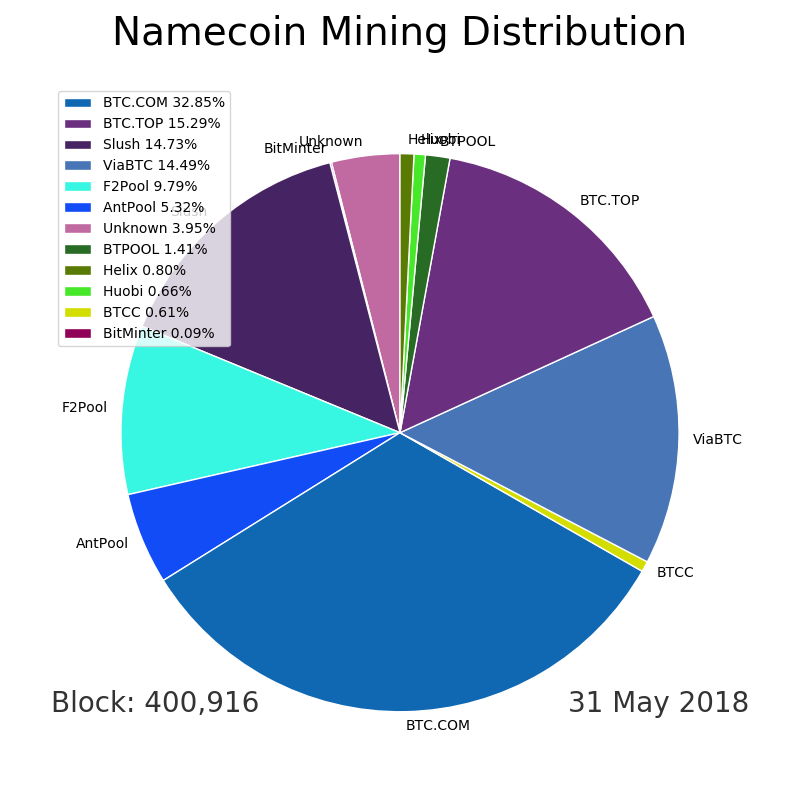 Namecoin Mining Distribution
BTC.COM 32.85%
BTC.TOP 15.29%
Slush 14.73%
ViaBTC 14.49%
F2Pool 9.79%
AntPool 5.32%
Unknown 3.95%
BTPOOL 1.41%
Helix 0.80%
Huobi 0.66%
BTCC 0.61%
BitMinter 0.09%
BitMinter
Unknown
Helix
Huobi
BTPOOL
BTC.TOP
Slush
F2Pool
ViaBTC
AntPool
BTCC
BTC.COM
Block: 400,916
31 May 2018